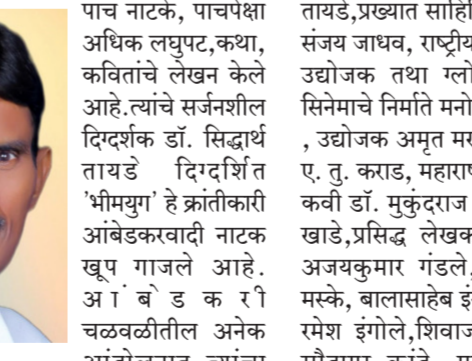 पाच नाटके, पाचपेक्षा
अधिक लघुपट,कथा,
कवितांचे लेखन केले
आहे.त्यांचे सर्जनशील
दिग्दर्शक डॉ. सिद्धार्थ
तायडे दिग्दर्शित
'भीमयुग' हे क्रांतीकारी
आंबेडकरवादी नाटक
खूप गाजले आहे.
आंबेडकरी
चळवळीतील अनेक
तायडे,प्रख्यात साहि
संजय जाधव, राष्ट्रीय
उद्योजक तथा ग्लो
सिनेमाचे निर्माते मनो
, उद्योजक अमृत मर
ए. तु. कराड, महाराष
कवी डॉ. मुकुंदराज
खाडे,प्रसिद्ध लेखक
अजयकुमार गंडले,
मस्के, बालासाहेब इं
रमेश इंगोले,शिवाज